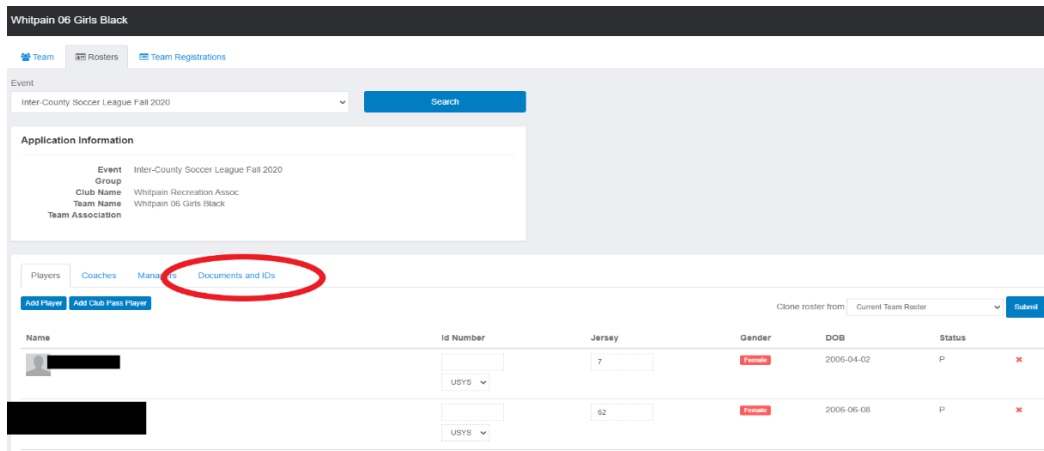 Whitpain 06 Girls Black
Team Rosters Team Registrations
Event
Inter-County Soccer League Fall 2020 Search
Application Information
Event Inter-County Soccer League Fall 2020
Group
Club Name Whitpain Recreation Assoc
Team Name Whitpain 06 Girls Black
Team Association
Players Coaches Managers Documents and IDs
Add Player Add Club Pass Player Clone roster from Current Team Roster Submit
Name Id Number Jersey Gender DOB Status
7 Female 2006-04-02 P
USYS
62 Female 2006-06-08 P
USYS